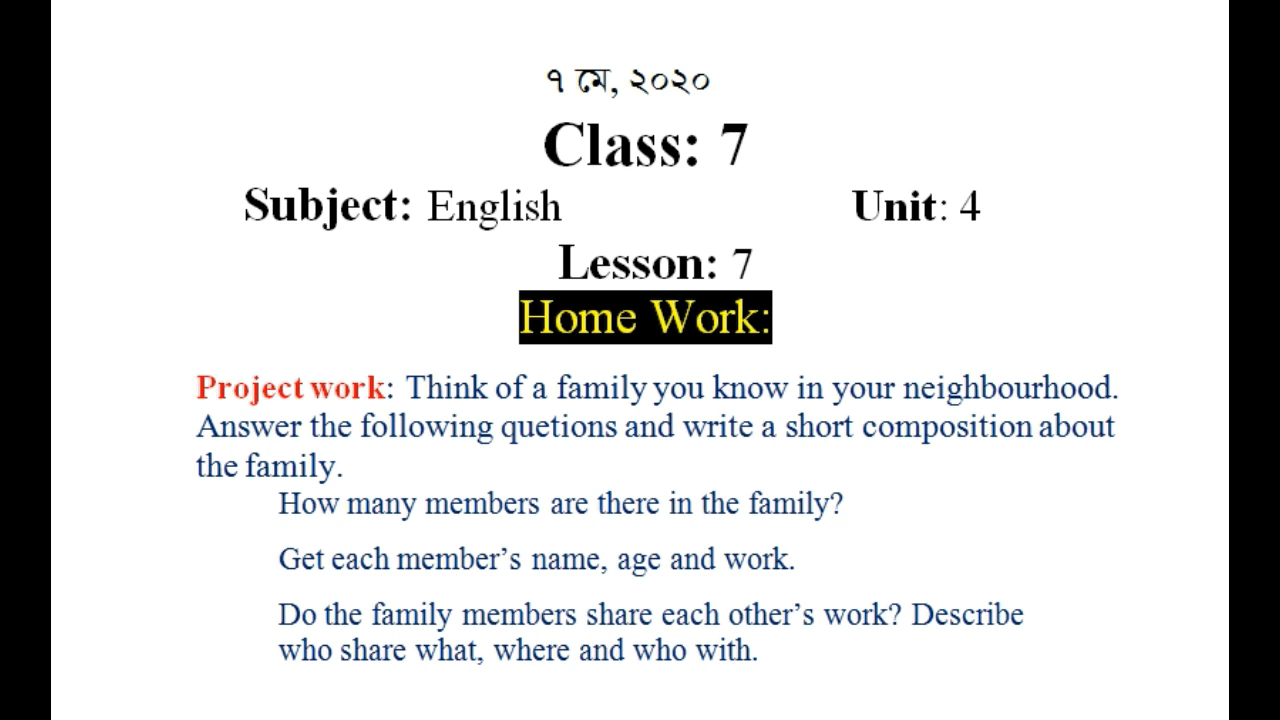 ৭ মে, ২০২০
Class: 7
Subject: English Unit: 4
Lesson: 7
Home Work:
Project work: Think of a family you know in your neighbourhood.
Answer the following quetions and write a short composition about
the family.
How many members are there in the family?
Get each member’s name, age and work.
Do the family members share each other’s work? Describe
who share what, where and who with.